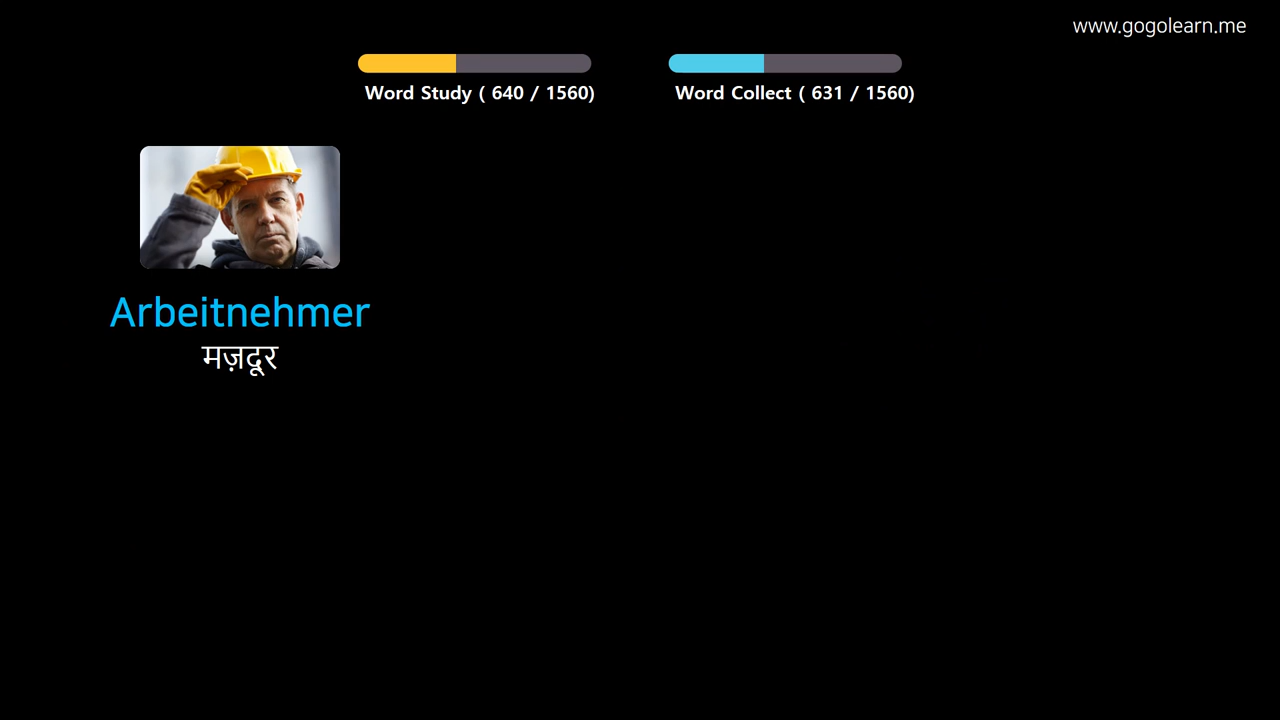 www.gogolearn.me
Word Study ( 640 / 1560)
Word Collect ( 631 / 1560)
Arbeitnehmer
मज़दूर